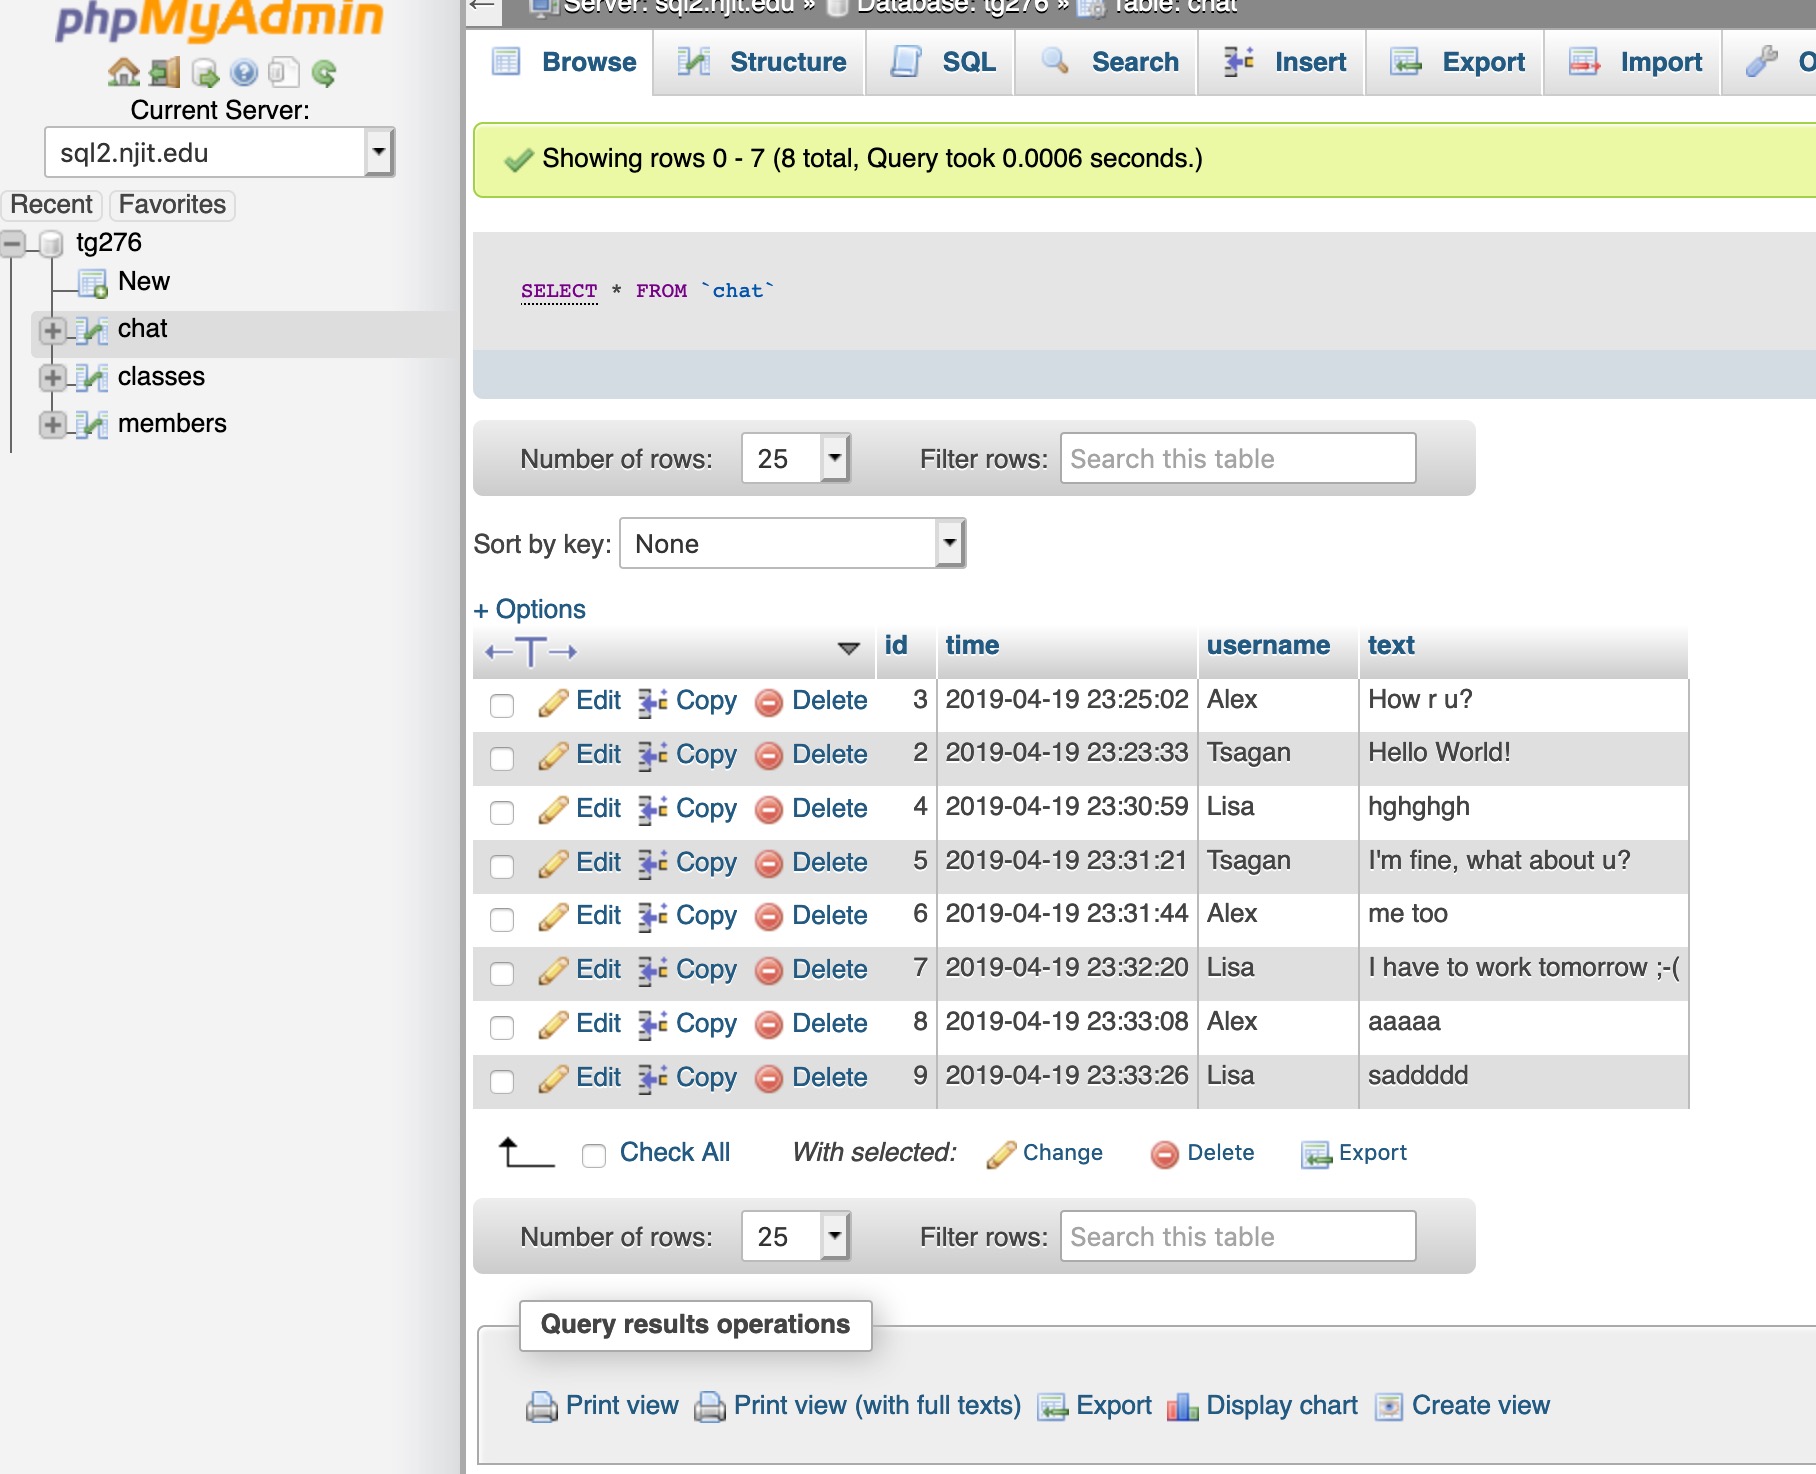 phpMyAdmin
Current Server:
sql2.njit.edu
Recent Favorites
tg276
New
chat
classes
members
Server: sql2.njit.edu » Database: tg276 » Table: chat
Browse Structure SQL Search Insert Export Import
Showing rows 0 - 7 (8 total, Query took 0.0006 seconds.)
SELECT * FROM `chat`
Number of rows: 25 Filter rows: Search this table
Sort by key: None
+ Options
←T→ id time username text
Edit Copy Delete 3 2019-04-19 23:25:02 Alex How r u?
Edit Copy Delete 2 2019-04-19 23:23:33 Tsagan Hello World!
Edit Copy Delete 4 2019-04-19 23:30:59 Lisa hghghgh
Edit Copy Delete 5 2019-04-19 23:31:21 Tsagan I'm fine, what about u?
Edit Copy Delete 6 2019-04-19 23:31:44 Alex me too
Edit Copy Delete 7 2019-04-19 23:32:20 Lisa I have to work tomorrow ;-(
Edit Copy Delete 8 2019-04-19 23:33:08 Alex aaaaa
Edit Copy Delete 9 2019-04-19 23:33:26 Lisa saddddd
Check All With selected: Change Delete Export
Number of rows: 25 Filter rows: Search this table
Query results operations
Print view Print view (with full texts) Export Display chart Create view